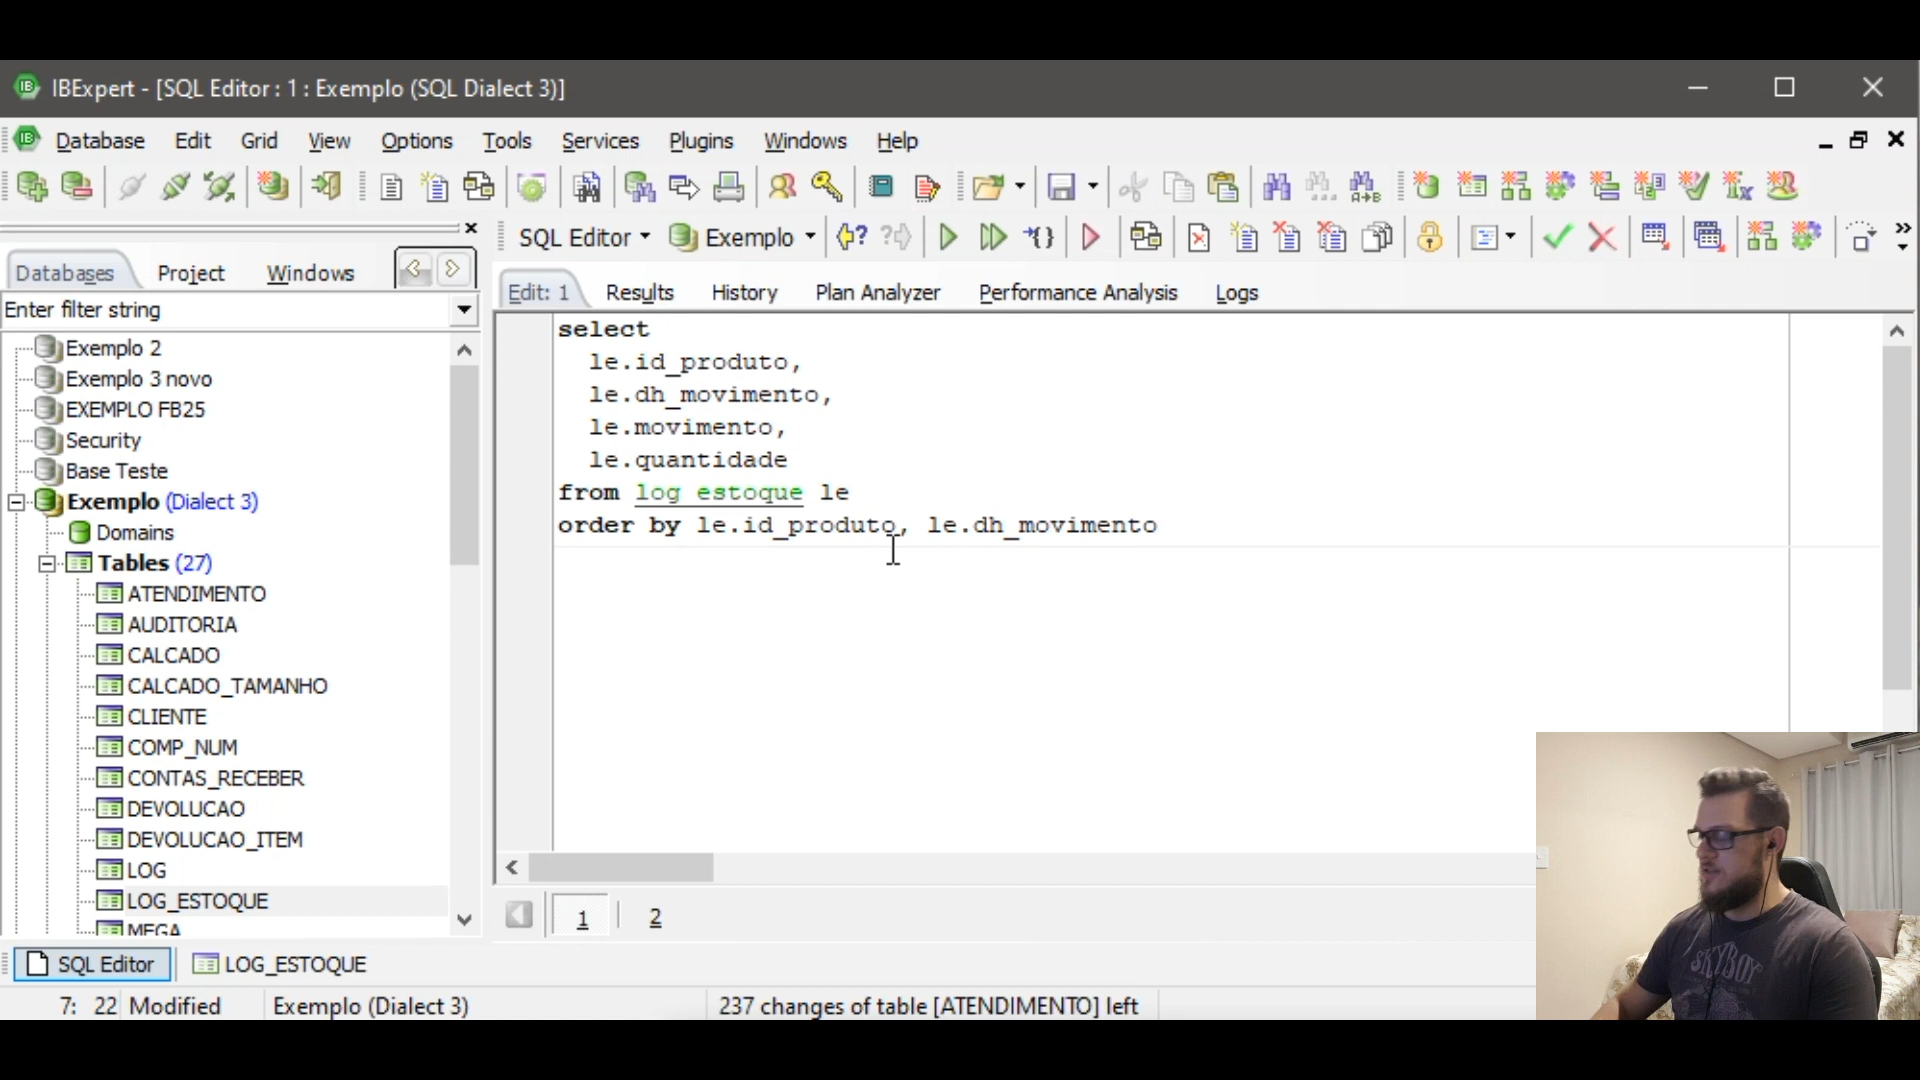 IBExpert - [SQL Editor : 1 : Exemplo (SQL Dialect 3)]
Database Edit Grid View Options Tools Services Plugins Windows Help
SQL Editor Exemplo
Databases Project Windows
Edit: 1 Results History Plan Analyzer Performance Analysis Logs
Enter filter string
Exemplo 2
Exemplo 3 novo
EXEMPLO FB25
Security
Base Teste
Exemplo (Dialect 3)
Domains
Tables (27)
ATENDIMENTO
AUDITORIA
CALCADO
CALCADO_TAMANHO
CLIENTE
COMP_NUM
CONTAS_RECEBER
DEVOLUCAO
DEVOLUCAO_ITEM
LOG
LOG_ESTOQUE
MEGA
select
le.id_produto,
le.dh_movimento,
le.movimento,
le.quantidade
from log_estoque le
order by le.id_produto, le.dh_movimento
1 2
SQL Editor LOG_ESTOQUE
7: 22 Modified Exemplo (Dialect 3) 237 changes of table [ATENDIMENTO] left
SKYBOY